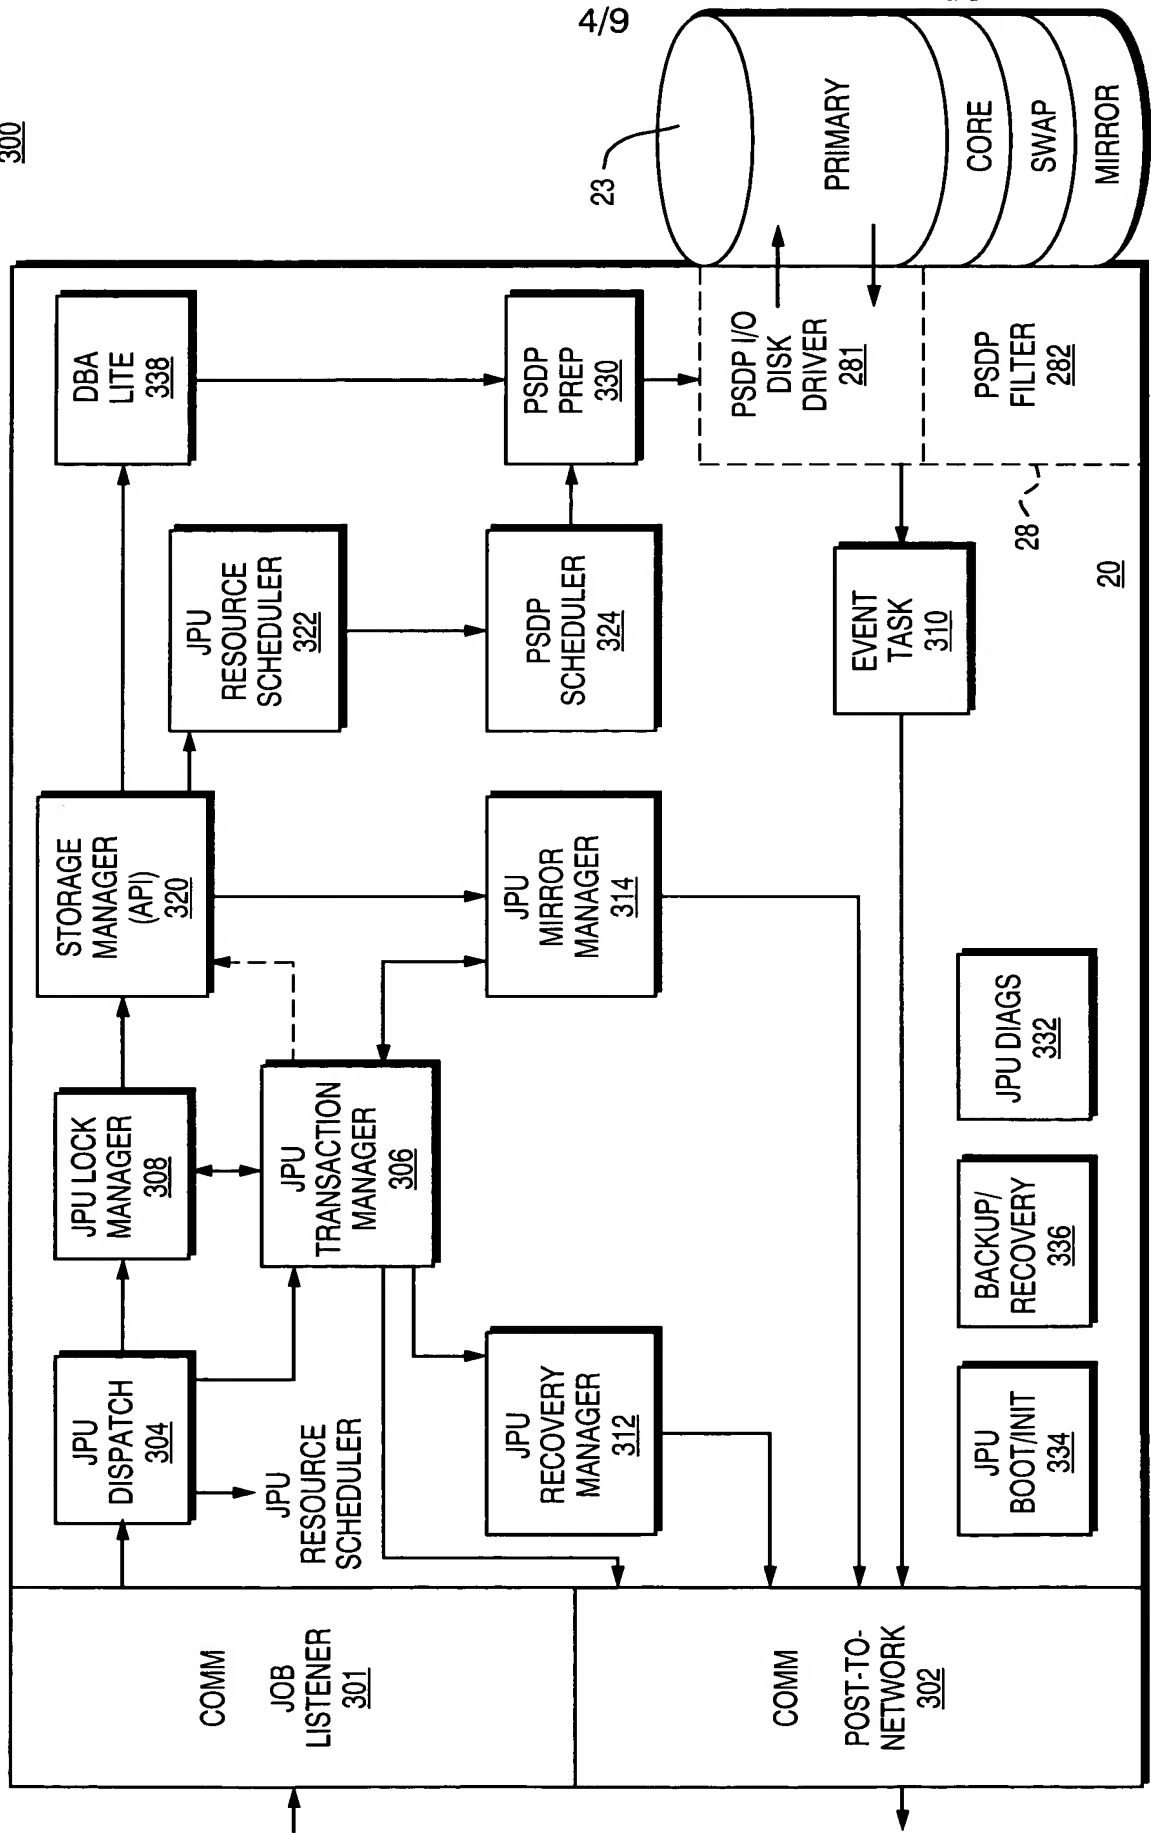 4/9
300
23
PRIMARY
CORE
SWAP
MIRROR
DBA
LITE
338
PSDP
PREP
330
PSDP I/O
DISK
DRIVER
281
PSDP
FILTER
282
28
20
JPU
RESOURCE
SCHEDULER
322
PSDP
SCHEDULER
324
EVENT
TASK
310
STORAGE
MANAGER
(API)
320
JPU
MIRROR
MANAGER
314
JPU LOCK
MANAGER
308
JPU
TRANSACTION
MANAGER
306
JPU DIAGS
332
BACKUP/
RECOVERY
336
JPU
BOOT/INIT
334
JPU
DISPATCH
304
JPU
RESOURCE
SCHEDULER
JPU
RECOVERY
MANAGER
312
COMM
JOB
LISTENER
301
COMM
POST-TO-
NETWORK
302